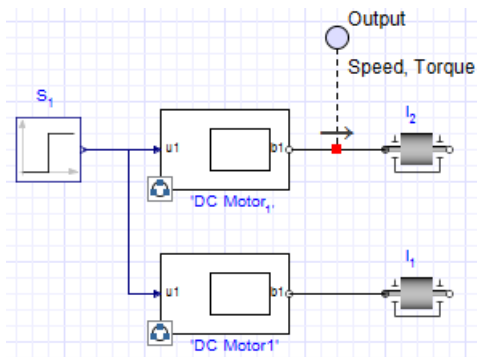 Output
Speed, Torque
S1
I2
u1
b1
'DC Motor1'
I1
u1
b1
'DC Motor1'